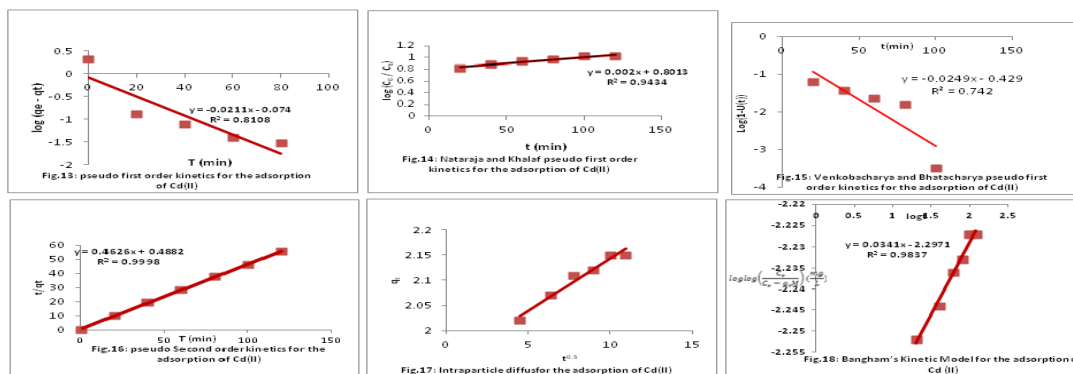 0.5
0
-0.5
-1
-1.5
-2
0 20 40 60 80 100
log (qe - qt)
y = -0.0211x - 0.074
R² = 0.8108
T (min)
Fig.13: pseudo first order kinetics for the adsorption
of Cd(II)
1.2
1
0.8
0.6
0.4
0.2
0
0 50 100 150
y = 0.002x + 0.8013
R² = 0.9434
t (min)
Fig.14: Nataraja and Khalaf pseudo first order
kinetics for the adsorption of Cd(II)
t(min)
0 50 100 150
0
-1
-2
-3
-4
Log(1-U(t))
y = -0.0249x - 0.429
R² = 0.742
Fig.15: Venkobacharya and Bhatacharya pseudo first
order kinetics for the adsorption of Cd(II)
60
50
40
30
20
10
0
0 50 100 150
t/qt
y = 0.4626x + 0.4882
R² = 0.9998
T (min)
Fig.16: pseudo Second order kinetics for the
adsorption of Cd(II)
2.2
2.15
2.1
2.05
2
0 5 10 15
t⁰·⁵
Fig.17: Intraparticle diffusfor the adsorption of Cd(II)
-2.22
0 0.5 1 1.5 2 2.5
-2.225
-2.23
-2.235
-2.24
-2.245
-2.25
-2.255
y = 0.0341x - 2.2971
R² = 0.9837
loglog
Fig.18: Bangham's Kinetic Model for the adsorption of
Cd (II)